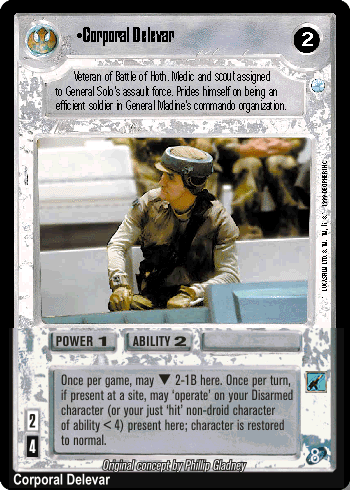 •Corporal Delevar
2
Veteran of Battle of Hoth. Medic and scout assigned
to General Solo's assault force. Prides himself on being an
efficient soldier in General Madine's commando organization.
POWER 1 ABILITY 2
Once per game, may ▼ 2-1B here. Once per turn,
if present at a site, may 'operate' on your Disarmed
character (or your just 'hit' non-droid character
of ability < 4) present here; character is restored
to normal.
2
4
8
Original concept by Phillip Gladney
Corporal Delevar